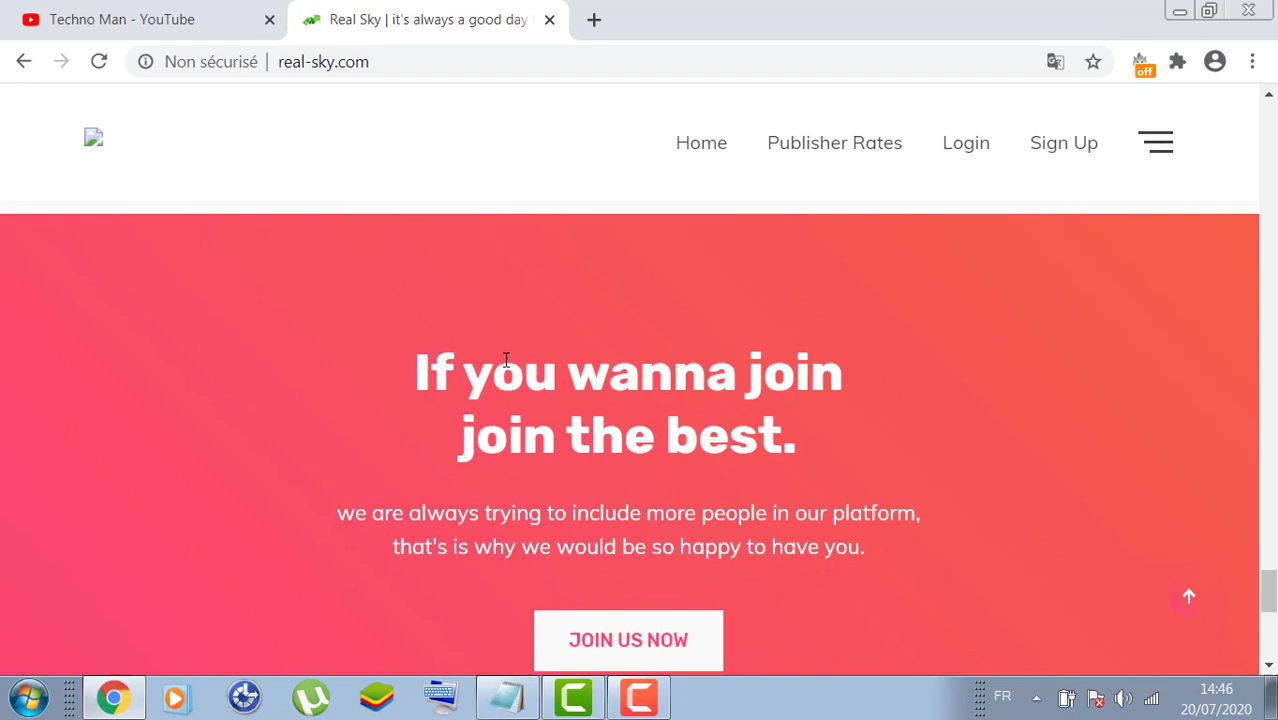 Techno Man - YouTube
Real Sky | it's always a good day
Non sécurisé
real-sky.com
off
Home
Publisher Rates
Login
Sign Up
If you wanna join
join the best.
we are always trying to include more people in our platform,
that's is why we would be so happy to have you.
JOIN US NOW
FR
14:46
20/07/2020